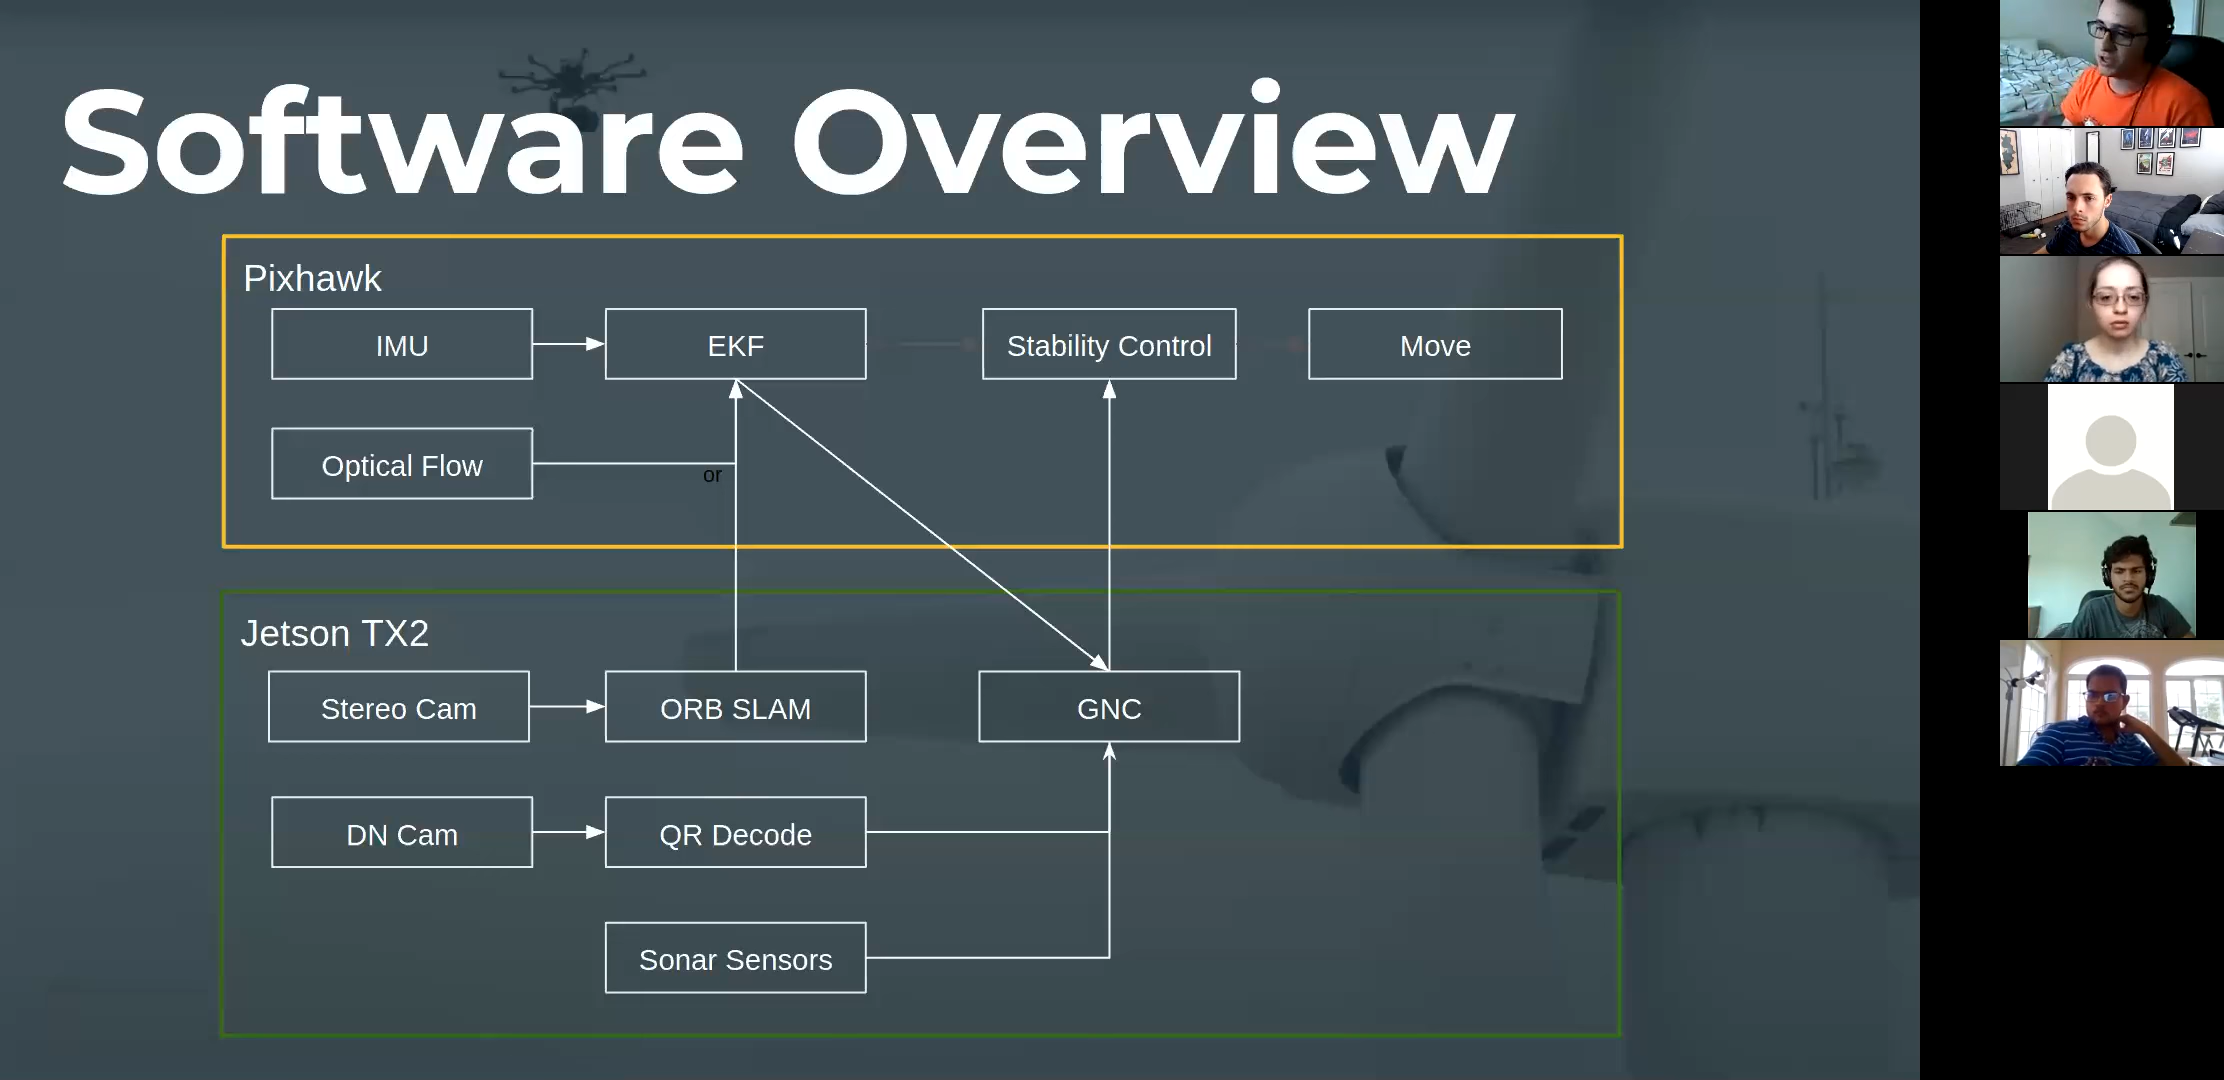 Software Overview
Pixhawk
IMU
EKF
Stability Control
Move
Optical Flow
or
Jetson TX2
Stereo Cam
ORB SLAM
GNC
DN Cam
QR Decode
Sonar Sensors